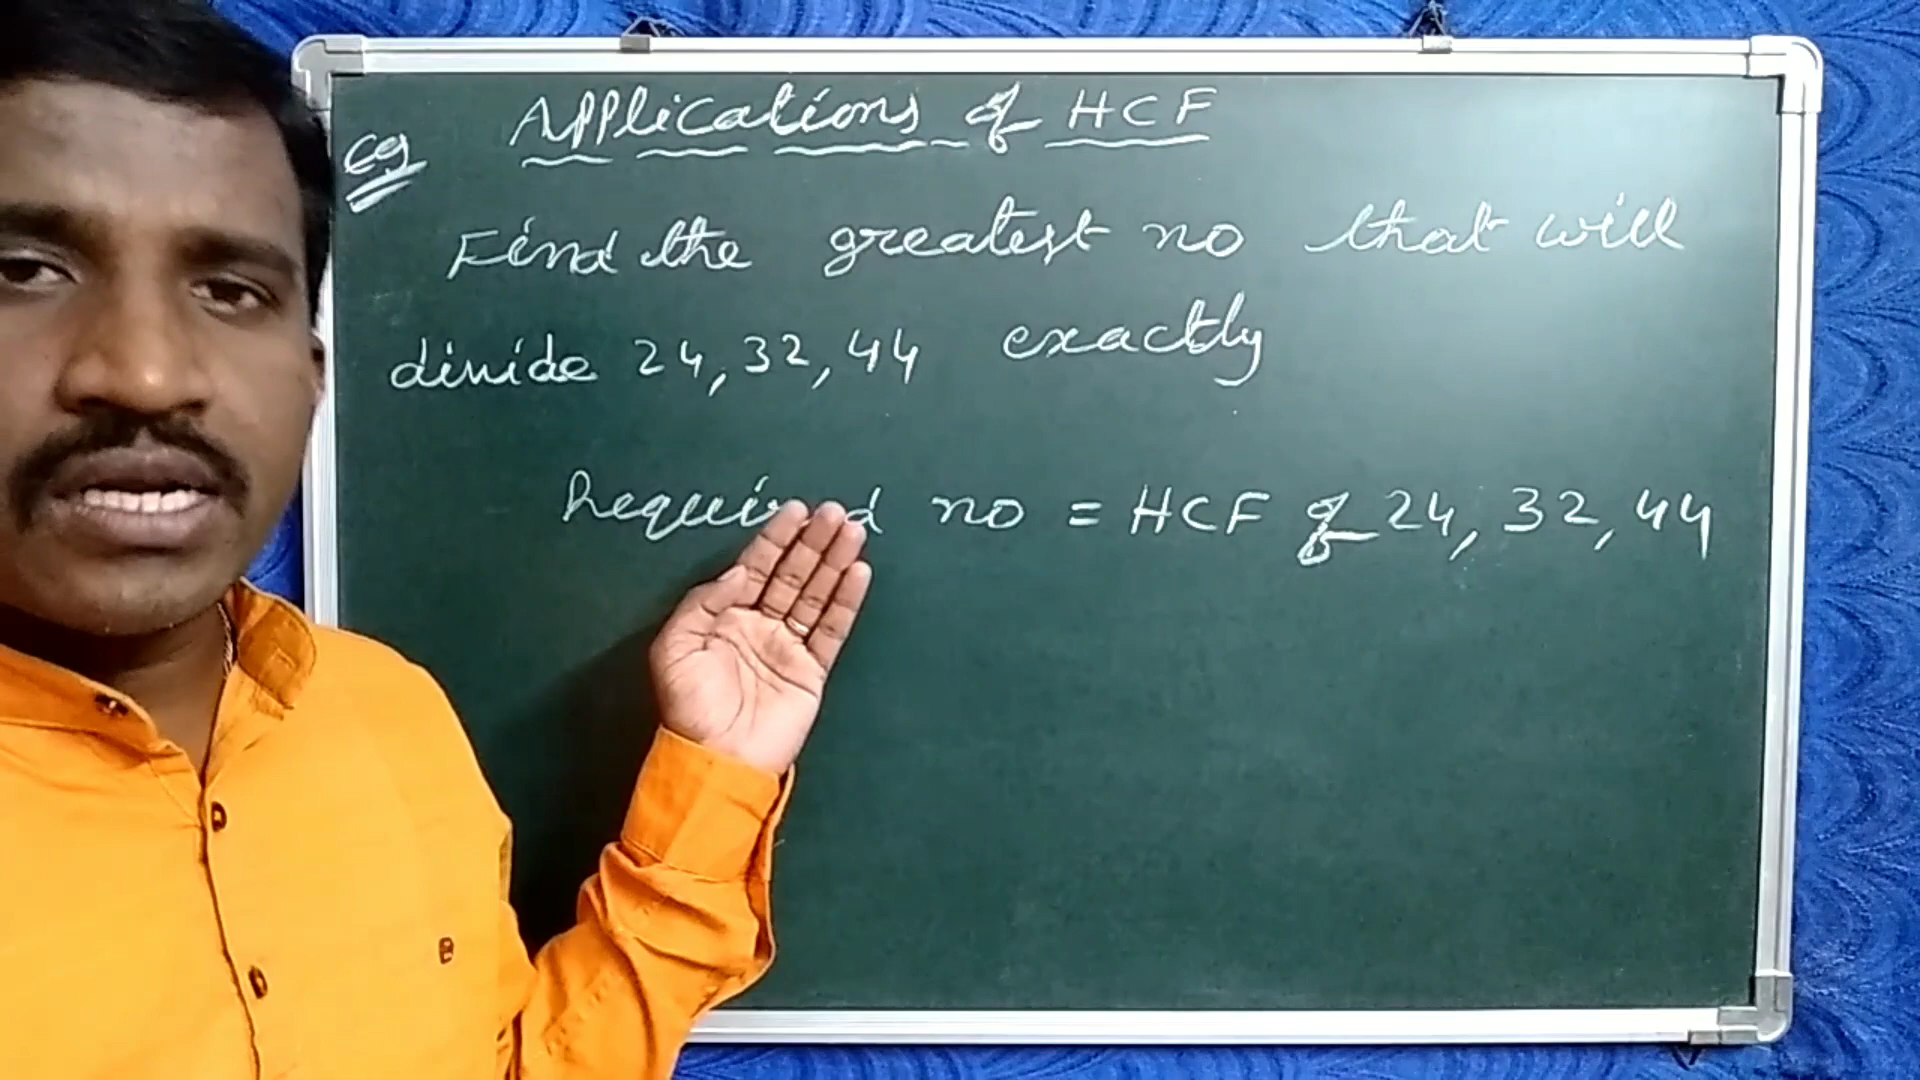 Applications of HCF
eg
Find the greatest no that will
divide 24, 32, 44 exactly
Required no = HCF of 24, 32, 44